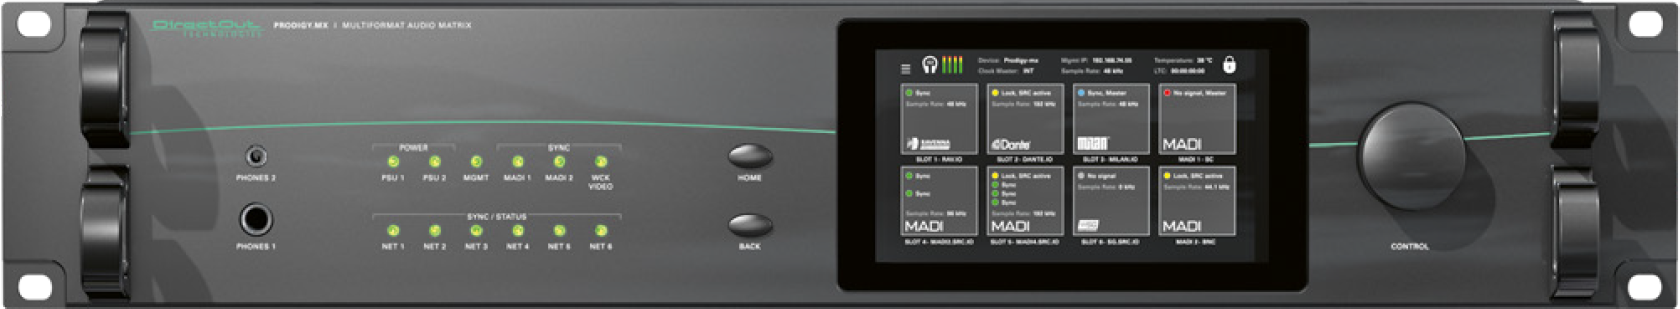 DirectOut
TECHNOLOGIES
PRODIGY.MX | MULTIFORMAT AUDIO MATRIX
PHONES 2
PHONES 1
POWER
SYNC
PSU 1
PSU 2
MGMT
MADI 1
MADI 2
WCK
VIDEO
SYNC / STATUS
NET 1
NET 2
NET 3
NET 4
NET 5
NET 6
HOME
BACK
Device: Prodigy-mx
Clock Master: INT
Mgmt IP: 192.168.74.55
Sample Rate: 48 kHz
Temperature: 39 °C
LTC: 00:00:00:00
Sync
Sample Rate: 48 kHz
RAVENNA
SLOT 1- RAV.IO
Lock, SRC active
Sample Rate: 192 kHz
Dante
SLOT 2- DANTE.IO
Sync, Master
Sample Rate: 48 kHz
milan
SLOT 3- MILAN.IO
No signal, Master
MADI
MADI 1- SC
Sync
Sync
Sample Rate: 96 kHz
MADI
SLOT 4- MADI2.SRC.IO
Lock, SRC active
Sync
Sync
Sync
Sample Rate: 192 kHz
MADI
SLOT 5- MADI4.SRC.IO
No signal
Sample Rate: 0 kHz
SLOT 6- SG.SRC.IO
Lock, SRC active
Sample Rate: 44.1 kHz
MADI
MADI 2- BNC
CONTROL